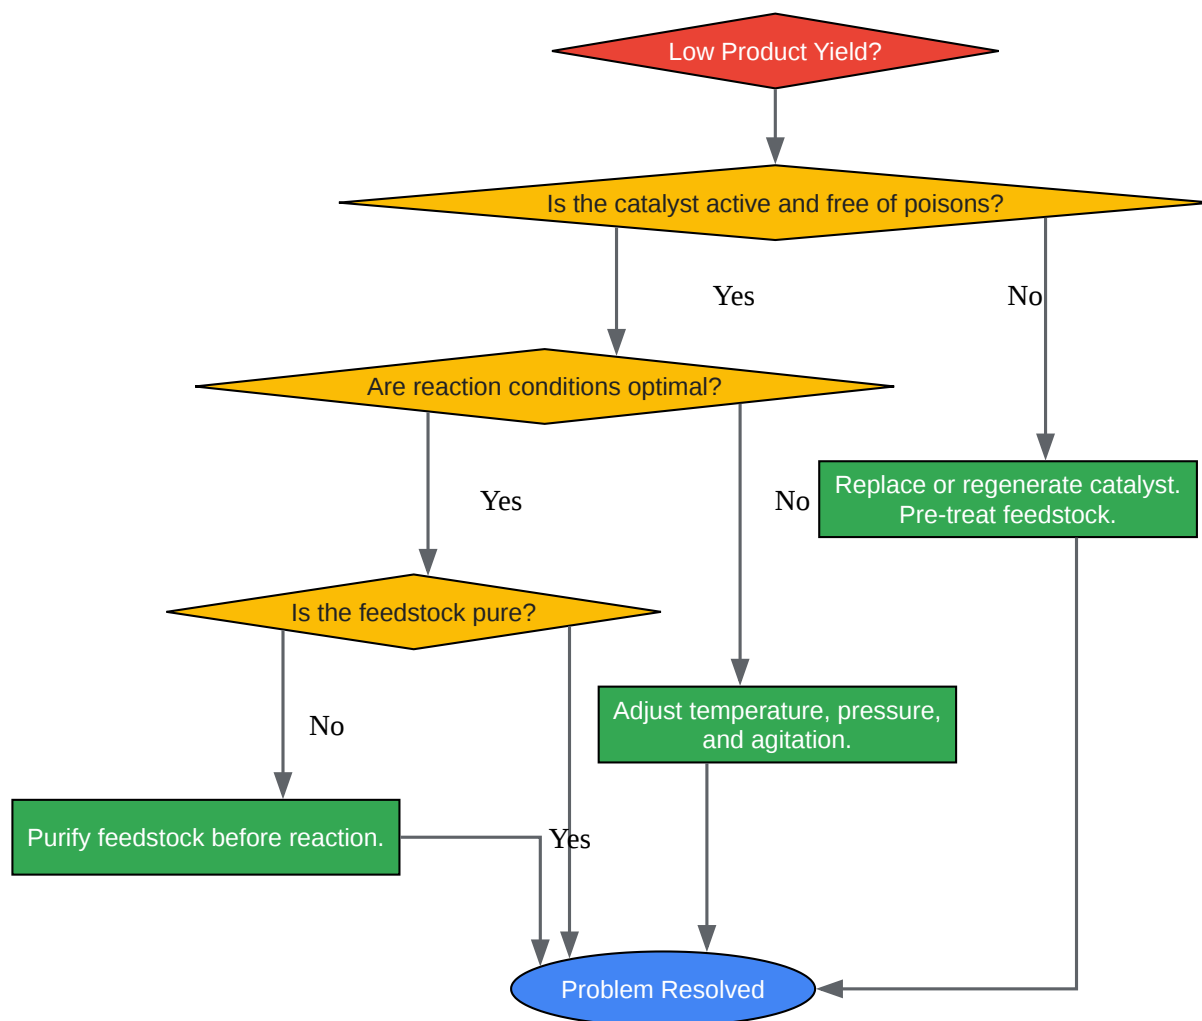 Low Product Yield?
Is the catalyst active and free of poisons?
Yes
No
Are reaction conditions optimal?
Yes
No
Replace or regenerate catalyst.
Pre-treat feedstock.
Is the feedstock pure?
No
Adjust temperature, pressure,
and agitation.
Purify feedstock before reaction.
Yes
Problem Resolved